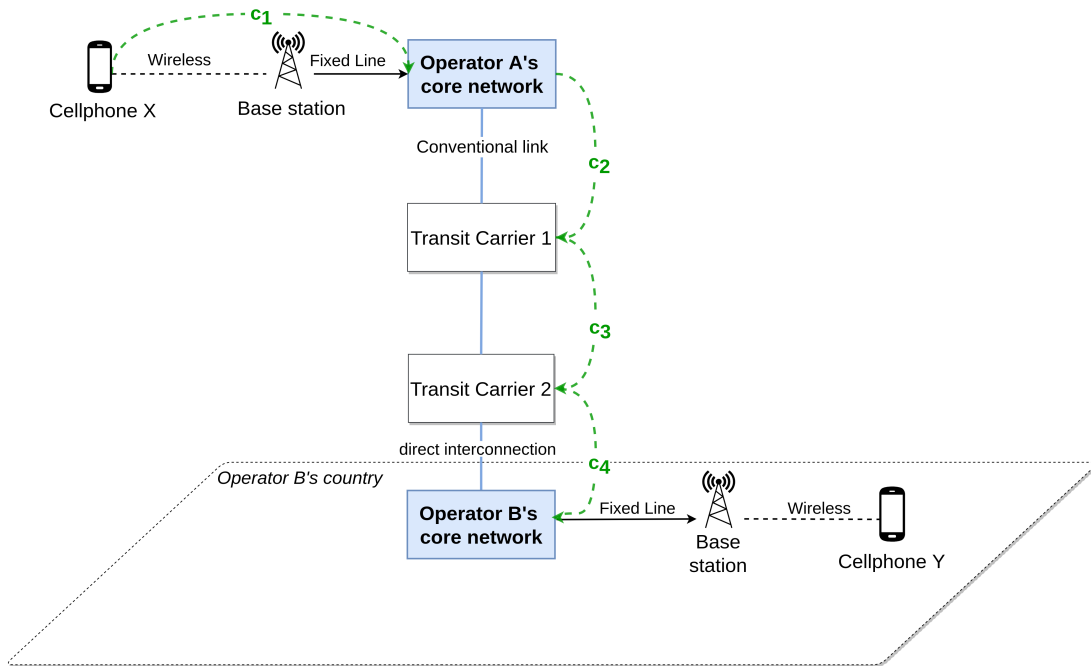 c1
Wireless
Fixed Line
Cellphone X
Base station
Operator A's
core network
Conventional link
c2
Transit Carrier 1
c3
Transit Carrier 2
direct interconnection
c4
Operator B's country
Operator B's
core network
Fixed Line
Wireless
Base
station
Cellphone Y